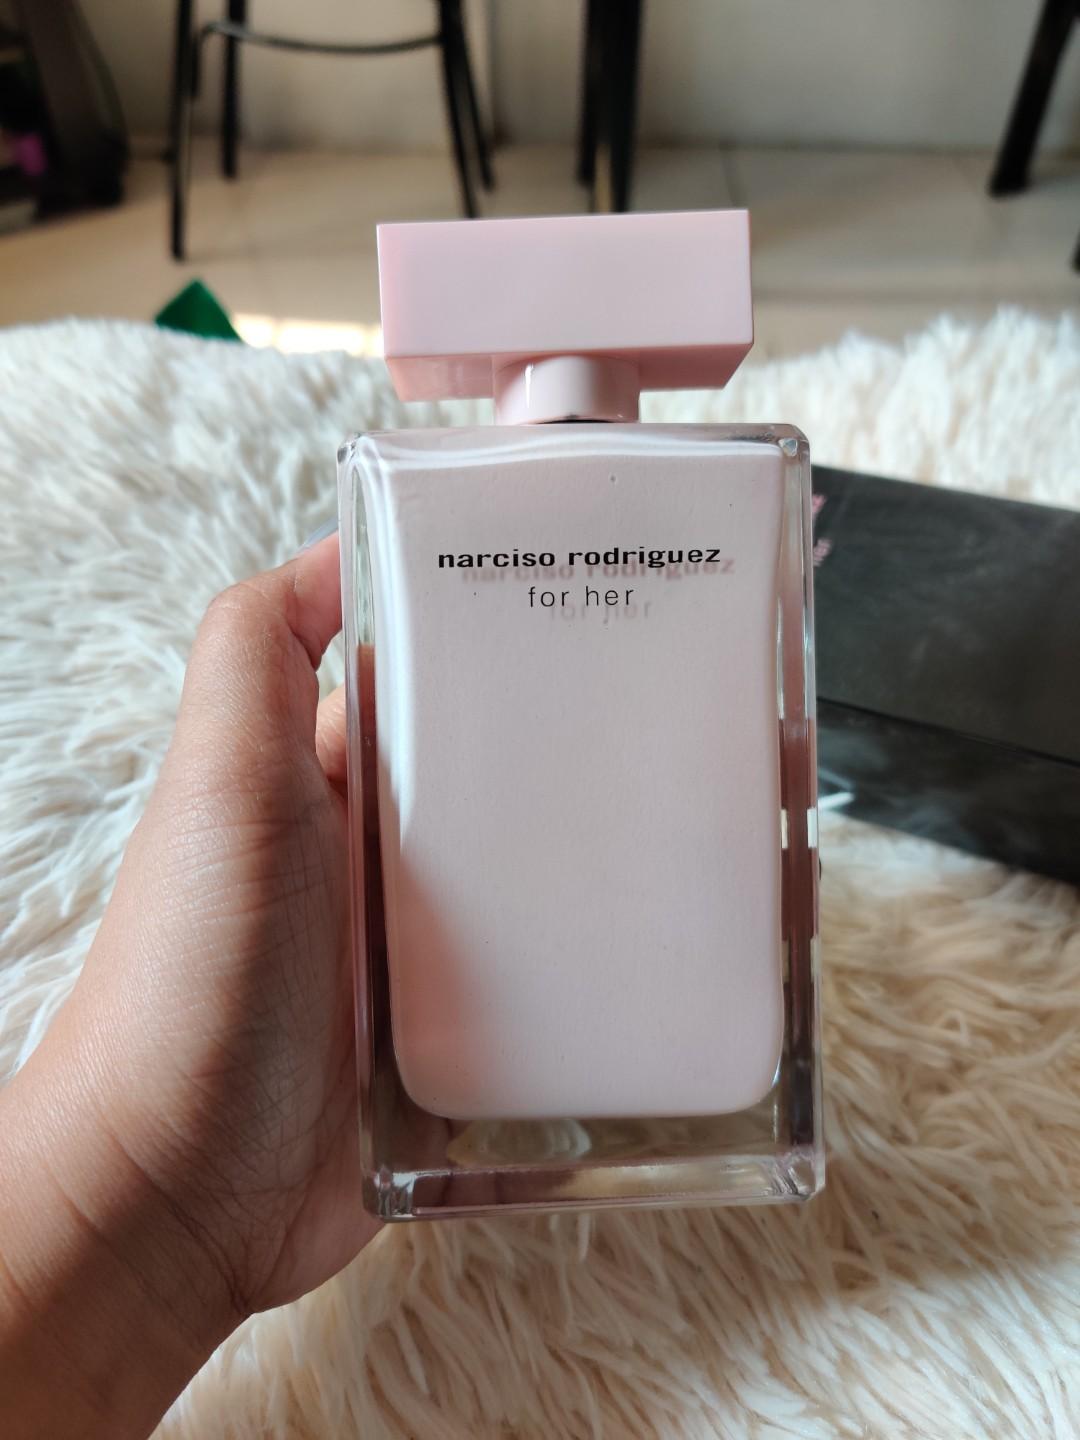 narciso rodriguez
for her